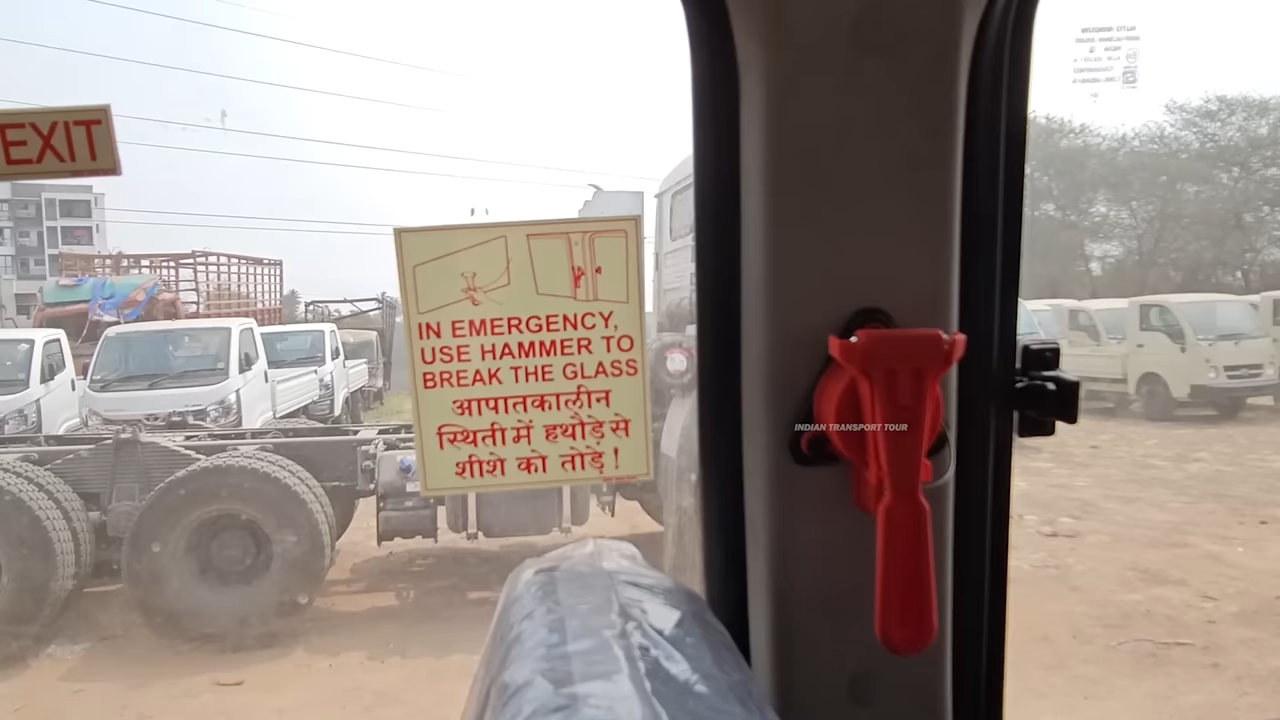 EXIT
IN EMERGENCY,
USE HAMMER TO
BREAK THE GLASS
आपातकालीन
स्थिती में हथौड़े से
शीशे को तोड़े !
INDIAN TRANSPORT TOUR